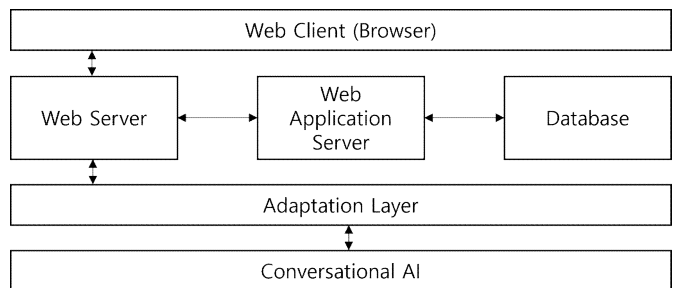 Web Client (Browser)
Web Server
Web
Application
Server
Database
Adaptation Layer
Conversational AI